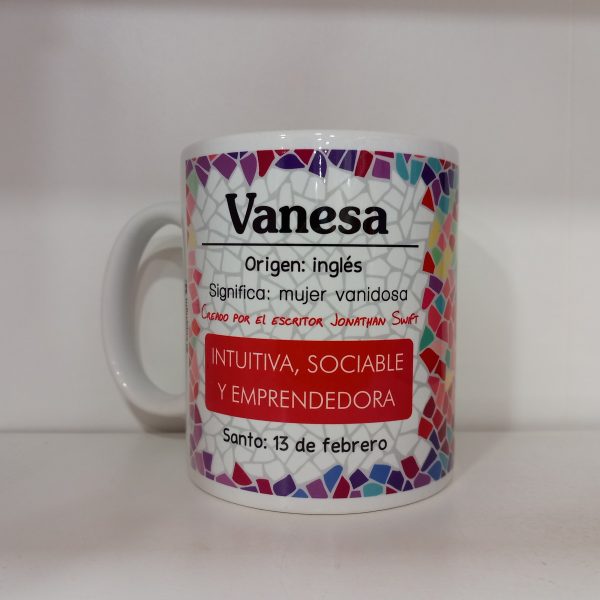 Vanesa
Origen: inglés
Significa: mujer vanidosa
Creado por el escritor Jonathan Swift
INTUITIVA, SOCIABLE
Y EMPRENDEDORA
Santo: 13 de febrero